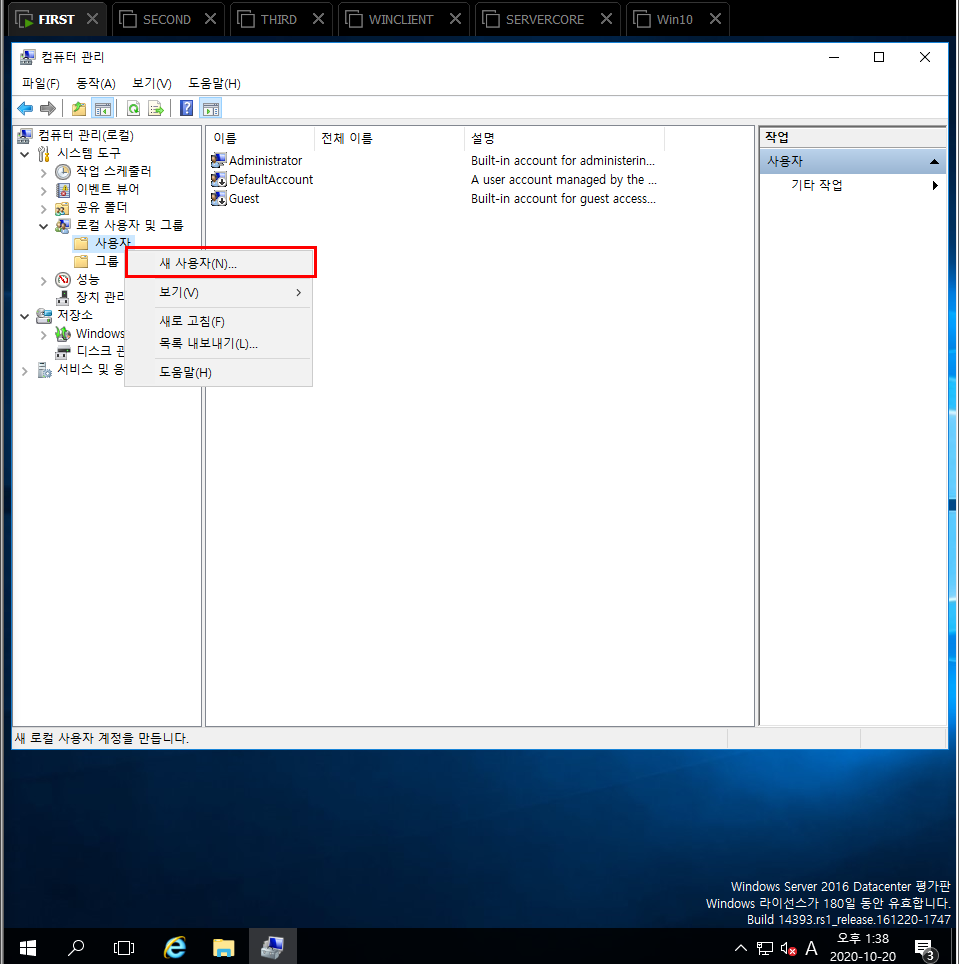 FIRST SECOND THIRD WINCLIENT SERVERCORE Win10
컴퓨터 관리
파일(F) 동작(A) 보기(V) 도움말(H)
컴퓨터 관리(로컬)
시스템 도구
작업 스케줄러
이벤트 뷰어
공유 폴더
로컬 사용자 및 그룹
사용자
그룹
성능
장치 관리
저장소
Windows
디스크 관
서비스 및 응
새 사용자(N)...
보기(V)
새로 고침(F)
목록 내보내기(L)...
도움말(H)
이름 전체 이름 설명
Administrator Built-in account for administerin...
DefaultAccount A user account managed by the ...
Guest Built-in account for guest access...
작업
사용자
기타 작업
새 로컬 사용자 계정을 만듭니다.
Windows Server 2016 Datacenter 평가판
Windows 라이선스가 180일 동안 유효합니다.
Build 14393.rs1_release.161220-1747
A 오후 1:38
2020-10-20
3